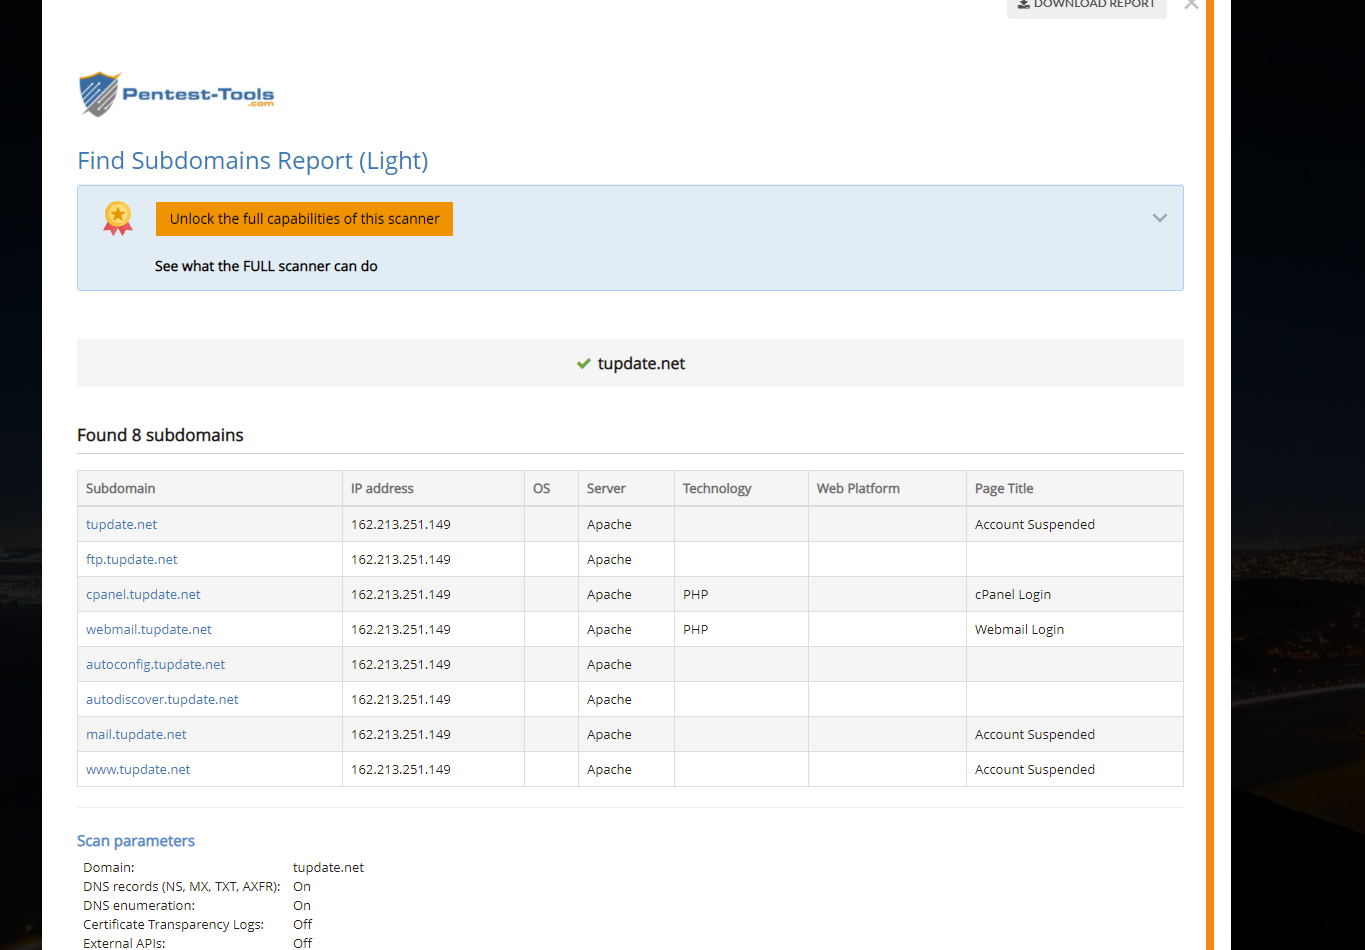 DOWNLOAD REPORT
Pentest-Tools
.com
Find Subdomains Report (Light)
Unlock the full capabilities of this scanner
See what the FULL scanner can do
tupdate.net
Found 8 subdomains
Subdomain IP address OS Server Technology Web Platform Page Title
tupdate.net 162.213.251.149 Apache Account Suspended
ftp.tupdate.net 162.213.251.149 Apache
cpanel.tupdate.net 162.213.251.149 Apache PHP cPanel Login
webmail.tupdate.net 162.213.251.149 Apache PHP Webmail Login
autoconfig.tupdate.net 162.213.251.149 Apache
autodiscover.tupdate.net 162.213.251.149 Apache
mail.tupdate.net 162.213.251.149 Apache Account Suspended
www.tupdate.net 162.213.251.149 Apache Account Suspended
Scan parameters
Domain: tupdate.net
DNS records (NS, MX, TXT, AXFR): On
DNS enumeration: On
Certificate Transparency Logs: Off
External APIs: Off